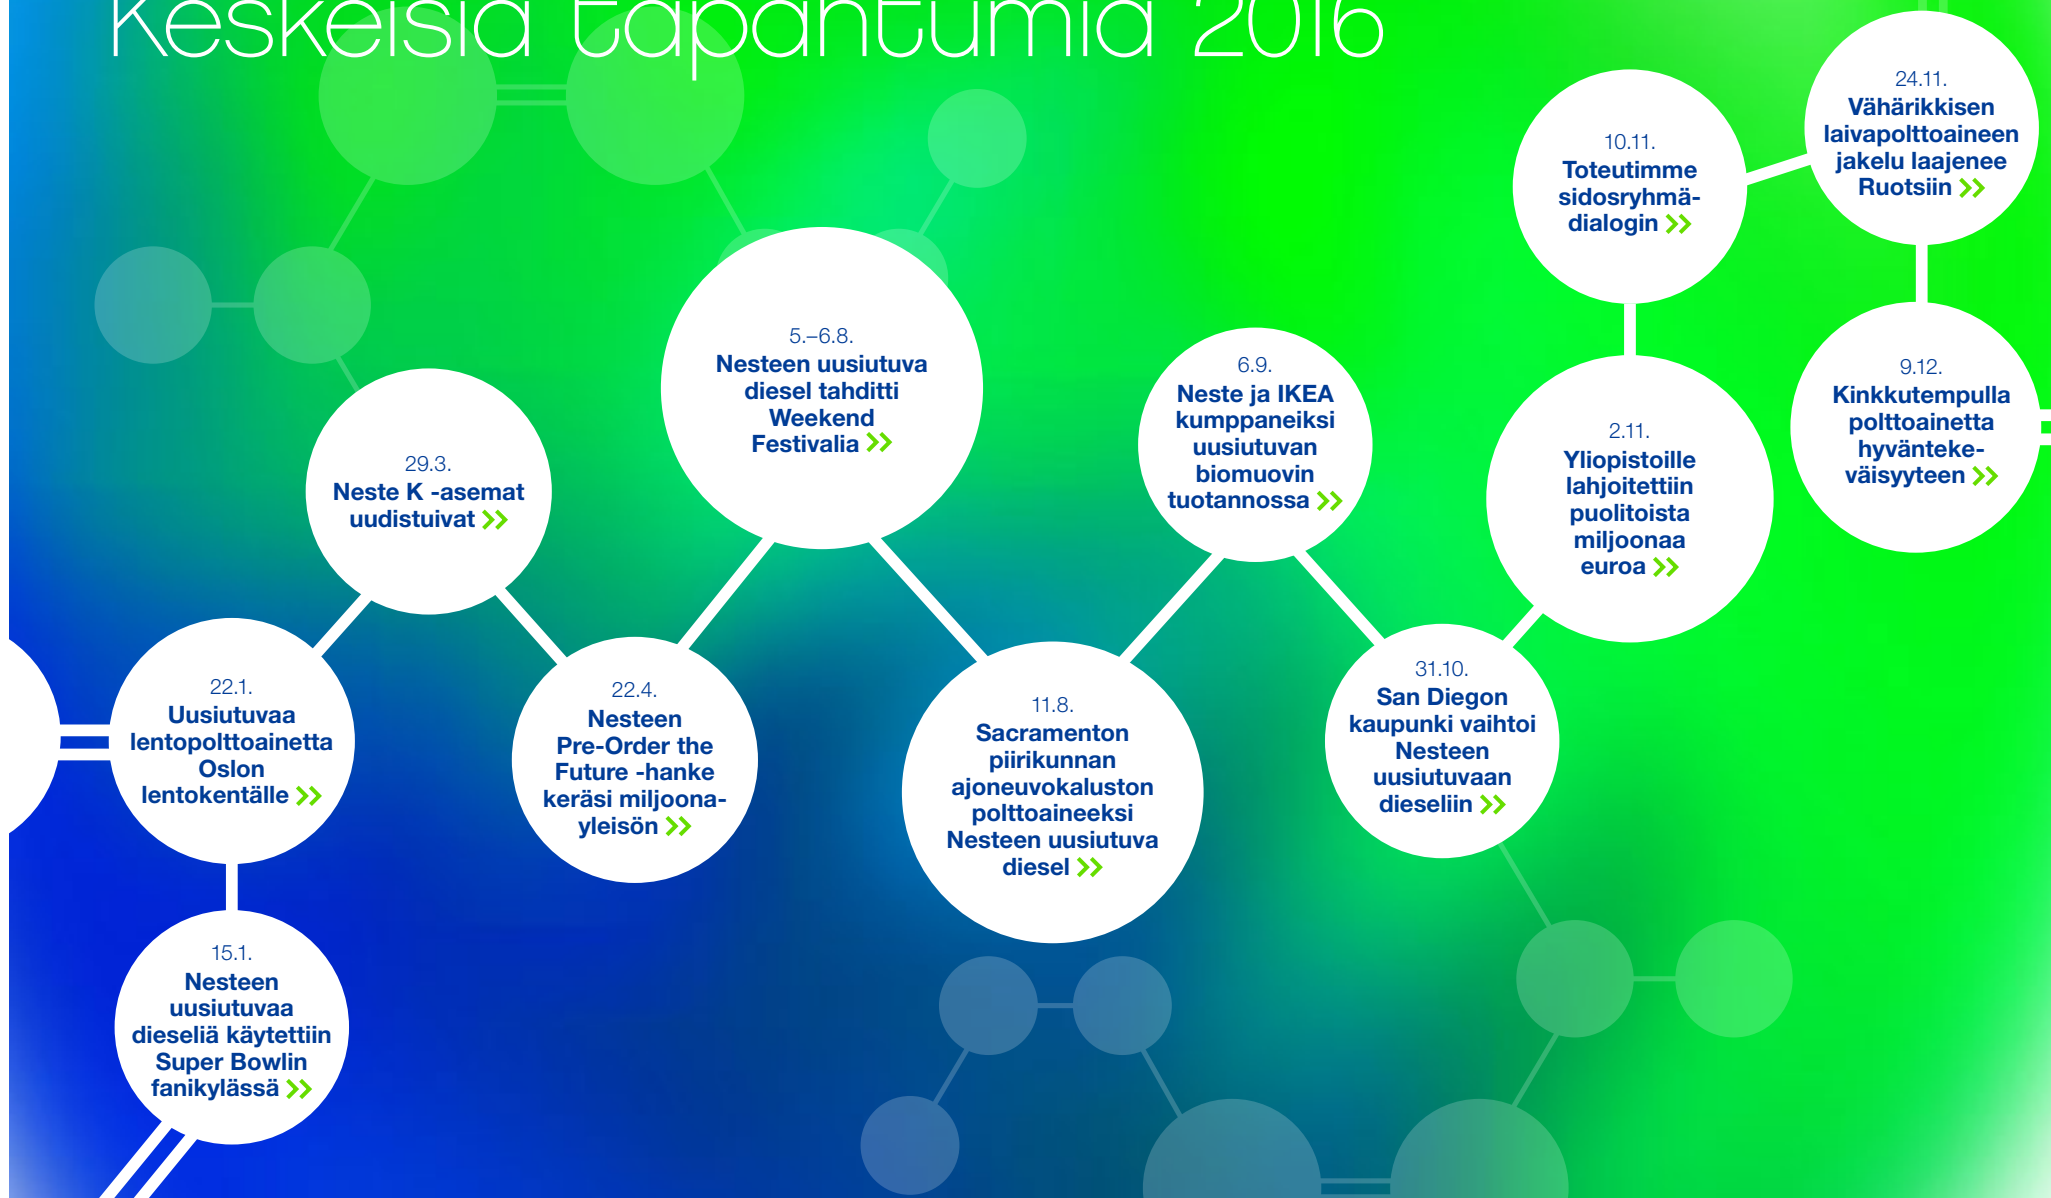 Keskeisiä tapahtumia 2016
15.1.
Nesteen
uusiutuvaa
dieseliä käytettiin
Super Bowlin
fanikylässä
22.1.
Uusiutuvaa
lentopolttoainetta
Oslon
lentokentälle
29.3.
Neste K -asemat
uudistuivat
22.4.
Nesteen
Pre-Order the
Future -hanke
keräsi miljoona-
yleisön
5.–6.8.
Nesteen uusiutuva
diesel tahditti
Weekend
Festivalia
11.8.
Sacramenton
piirikunnan
ajoneuvokaluston
polttoaineeksi
Nesteen uusiutuva
diesel
6.9.
Neste ja IKEA
kumppaneiksi
uusiutuvan
biomuovin
tuotannossa
31.10.
San Diegon
kaupunki vaihtoi
Nesteen
uusiutuvaan
dieseliin
2.11.
Yliopistoille
lahjoitettiin
puolitoista
miljoonaa
euroa
10.11.
Toteutimme
sidosryhmä-
dialogin
24.11.
Vähärikkisen
laivapolttoaineen
jakelu laajenee
Ruotsiin
9.12.
Kinkkutempulla
polttoainetta
hyvänteke-
väisyyteen